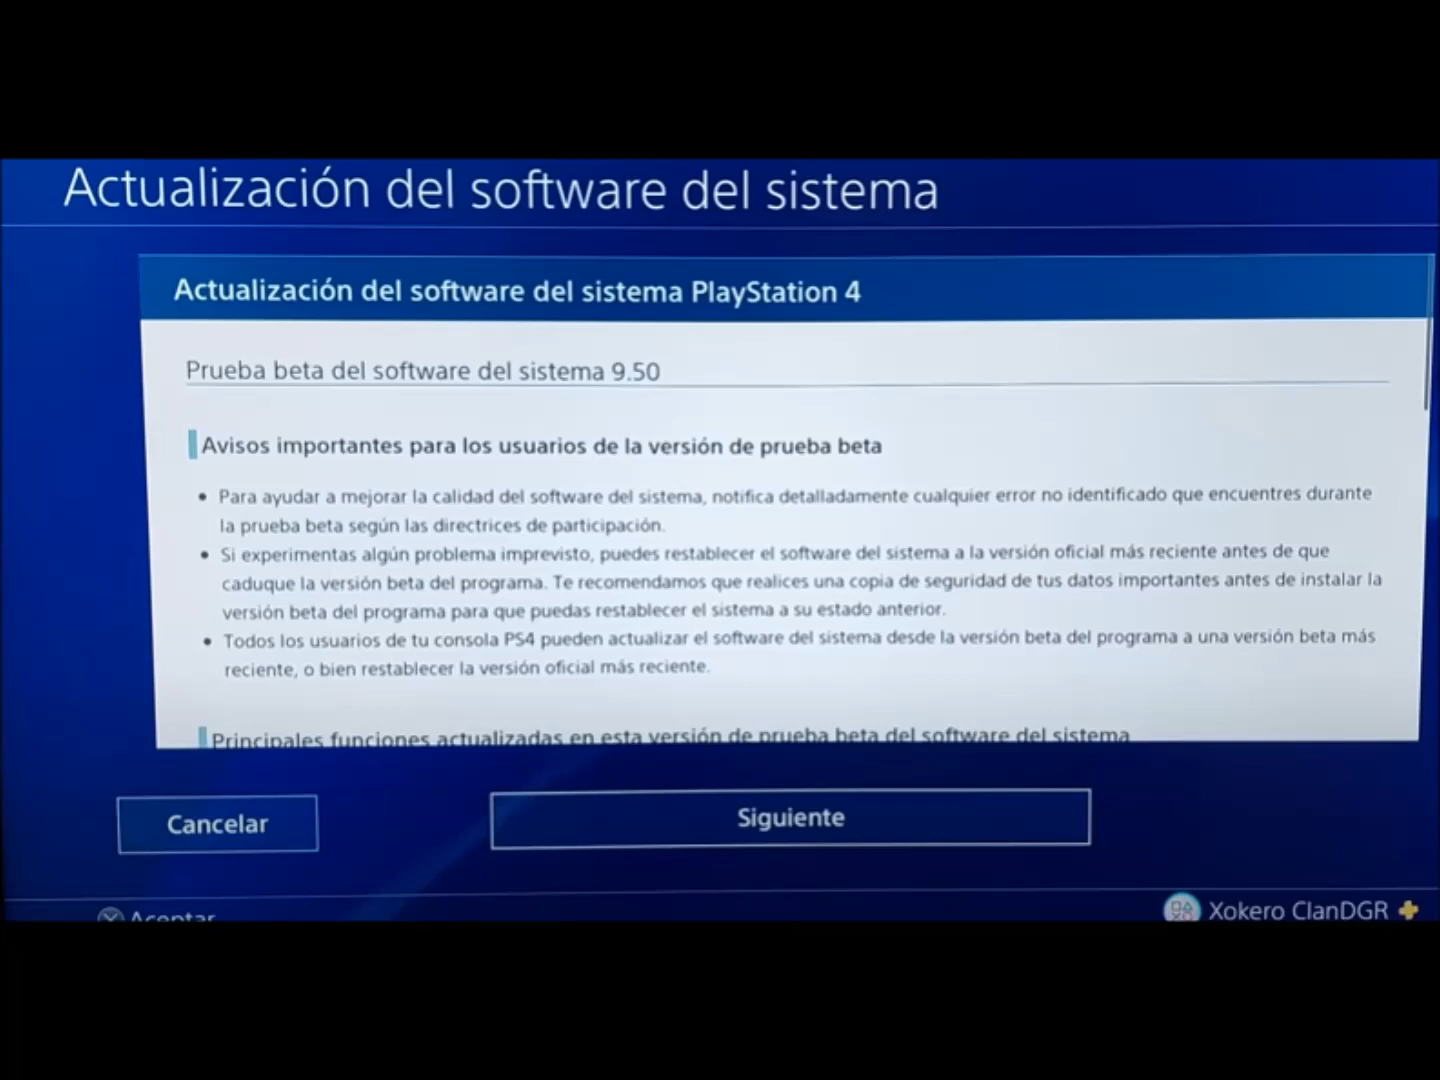 Actualización del software del sistema
Actualización del software del sistema PlayStation 4
Prueba beta del software del sistema 9.50
Avisos importantes para los usuarios de la versión de prueba beta
• Para ayudar a mejorar la calidad del software del sistema, notifica detalladamente cualquier error no identificado que encuentres durante
la prueba beta según las directrices de participación.
• Si experimentas algún problema imprevisto, puedes restablecer el software del sistema a la versión oficial más reciente antes de que
caduque la versión beta del programa. Te recomendamos que realices una copia de seguridad de tus datos importantes antes de instalar la
versión beta del programa para que puedas restablecer el sistema a su estado anterior.
• Todos los usuarios de tu consola PS4 pueden actualizar el software del sistema desde la versión beta del programa a una versión beta más
reciente, o bien restablecer la versión oficial más reciente.
Principales funciones actualizadas en esta versión de prueba beta del software del sistema
Cancelar
Siguiente
Aceptar
Xokero ClanDGR